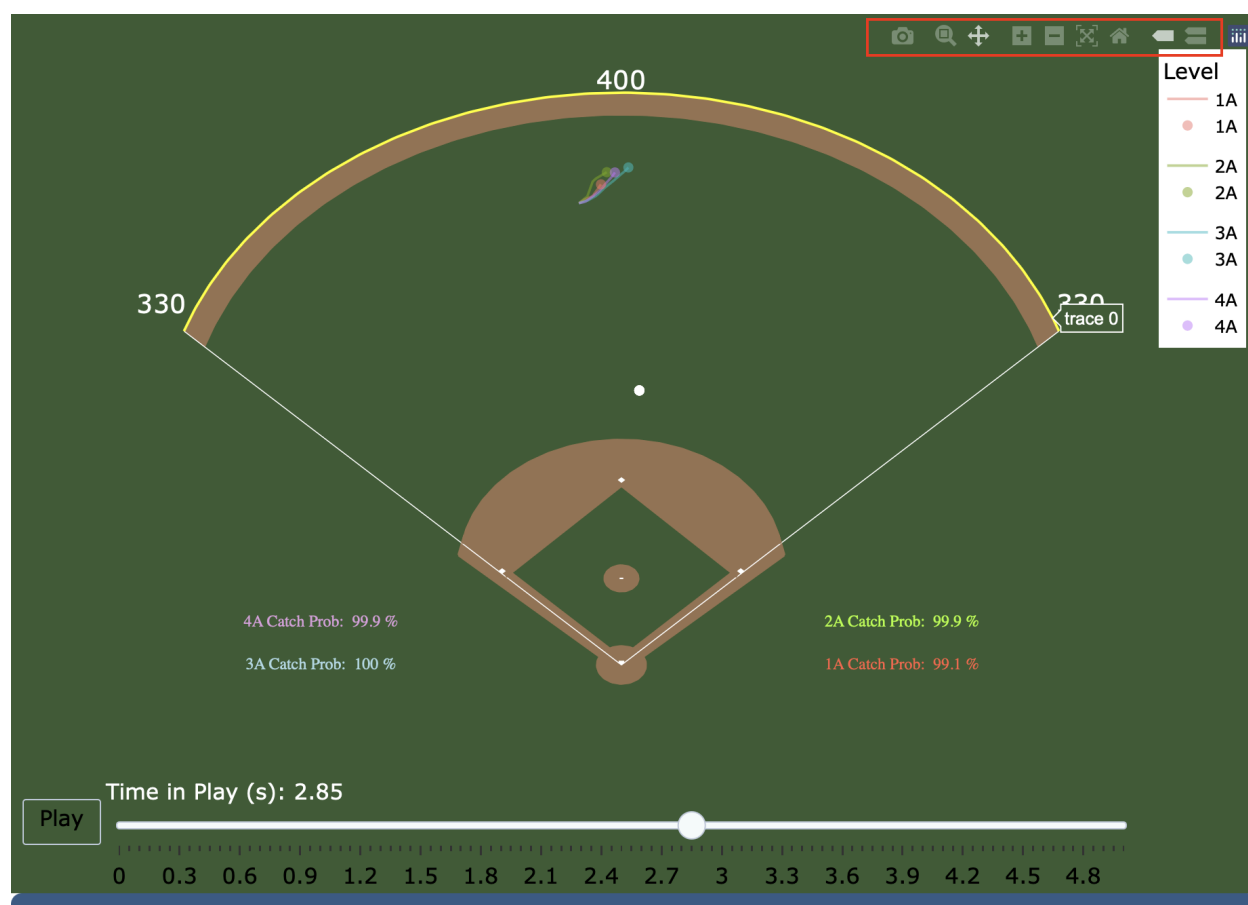 400
Level
1A
1A
2A
2A
3A
3A
4A
4A
330
330
trace 0
4A Catch Prob: 99.9 %
2A Catch Prob: 99.9 %
3A Catch Prob: 100 %
1A Catch Prob: 99.1 %
Time in Play (s): 2.85
Play
0 0.3 0.6 0.9 1.2 1.5 1.8 2.1 2.4 2.7 3 3.3 3.6 3.9 4.2 4.5 4.8